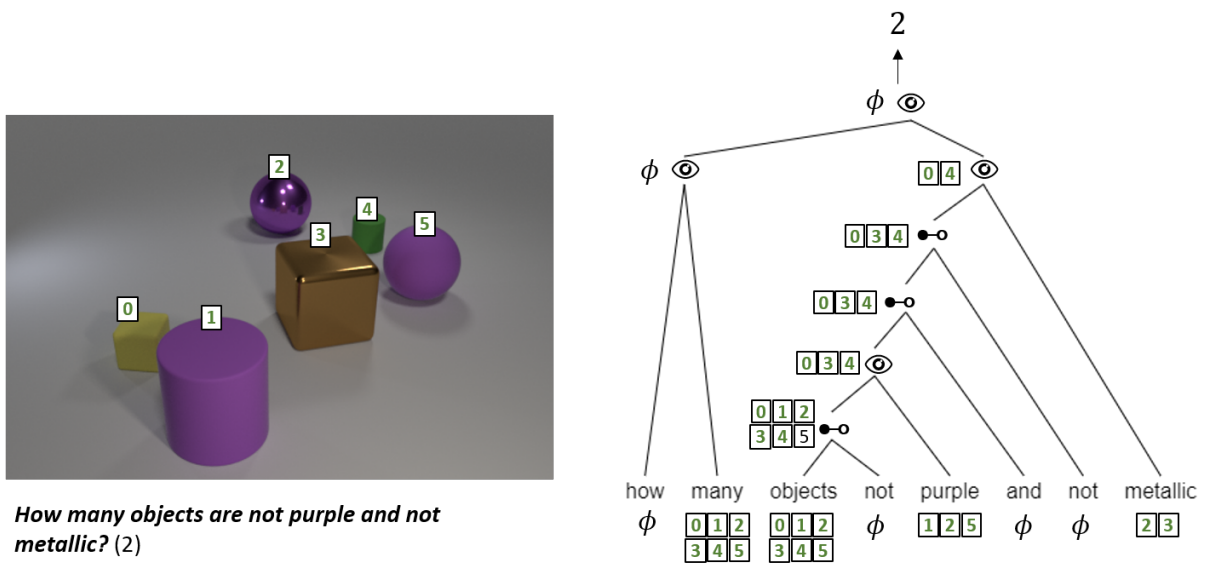 2
ϕ
ϕ
0 4
2
4
5
3
0 3 4
0 3 4
0
1
0 3 4
0 1 2
3 4 5
how many objects not purple and not metallic
ϕ 0 1 2 0 1 2 ϕ 1 2 5 ϕ ϕ 2 3
3 4 5 3 4 5
How many objects are not purple and not
metallic? (2)